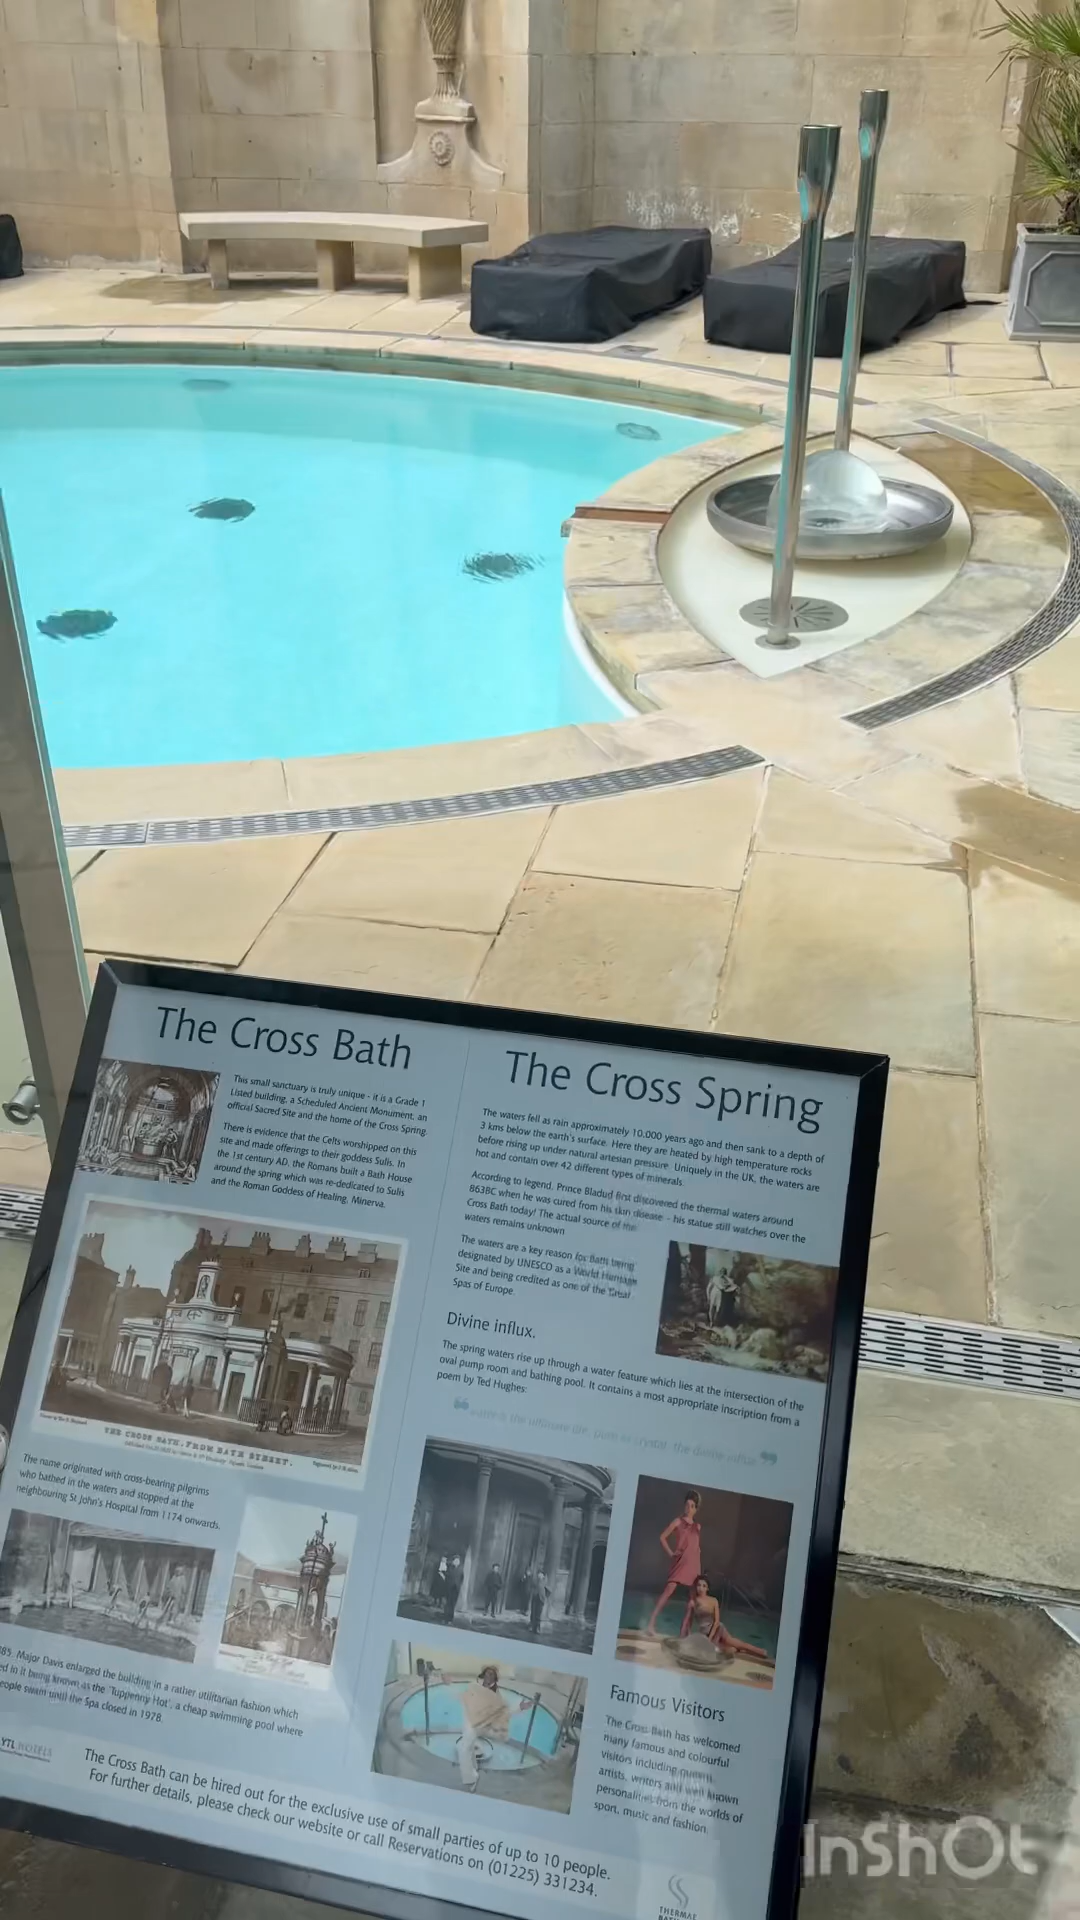 The Cross Bath
This small sanctuary is truly unique - it is a Grade 1
Listed building, a Scheduled Ancient Monument, an
official Sacred Site and the home of the Cross Spring.
There is evidence that the Celts worshipped on this
site and made offerings to their goddess Sulis. In
the 1st century AD, the Romans built a Bath House
around the spring which was re-dedicated to Sulis
and the Roman Goddess of Healing, Minerva.
THE CROSS BATH, FROM BATH STREET.
The name originated with cross-bearing pilgrims
who bathed in the waters and stopped at the
neighbouring St John's Hospital from 1174 onwards.
885. Major Davis enlarged the building in a rather utilitarian fashion which
ed in it being known as the 'Tuppenny Hot', a cheap swimming pool where
eople swam until the Spa closed in 1978.
The Cross Spring
The waters fell as rain approximately 10,000 years ago and then sank to a depth of
3 kms below the earth's surface. Here they are heated by high temperature rocks
before rising up under natural artesian pressure. Uniquely in the UK, the waters are
hot and contain over 42 different types of minerals.
According to legend, Prince Bladud first discovered the thermal waters around
863BC when he was cured from his skin disease - his statue still watches over the
Cross Bath today! The actual source of the
waters remains unknown
The waters are a key reason for Bath being
designated by UNESCO as a World Heritage
Site and being credited as one of the Great
Spas of Europe.
Divine influx.
The spring waters rise up through a water feature which lies at the intersection of the
oval pump room and bathing pool. It contains a most appropriate inscription from a
poem by Ted Hughes:
“ water is the ultimate life, pure as crystal, the divine influx ”
Famous Visitors
The Cross Bath has welcomed
many famous and colourful
visitors including queens,
artists, writers and well known
personalities from the worlds of
sport, music and fashion.
YTL HOTELS
The Cross Bath can be hired out for the exclusive use of small parties of up to 10 people.
For further details, please check our website or call Reservations on (01225) 331234.
THERMAE
InShOt